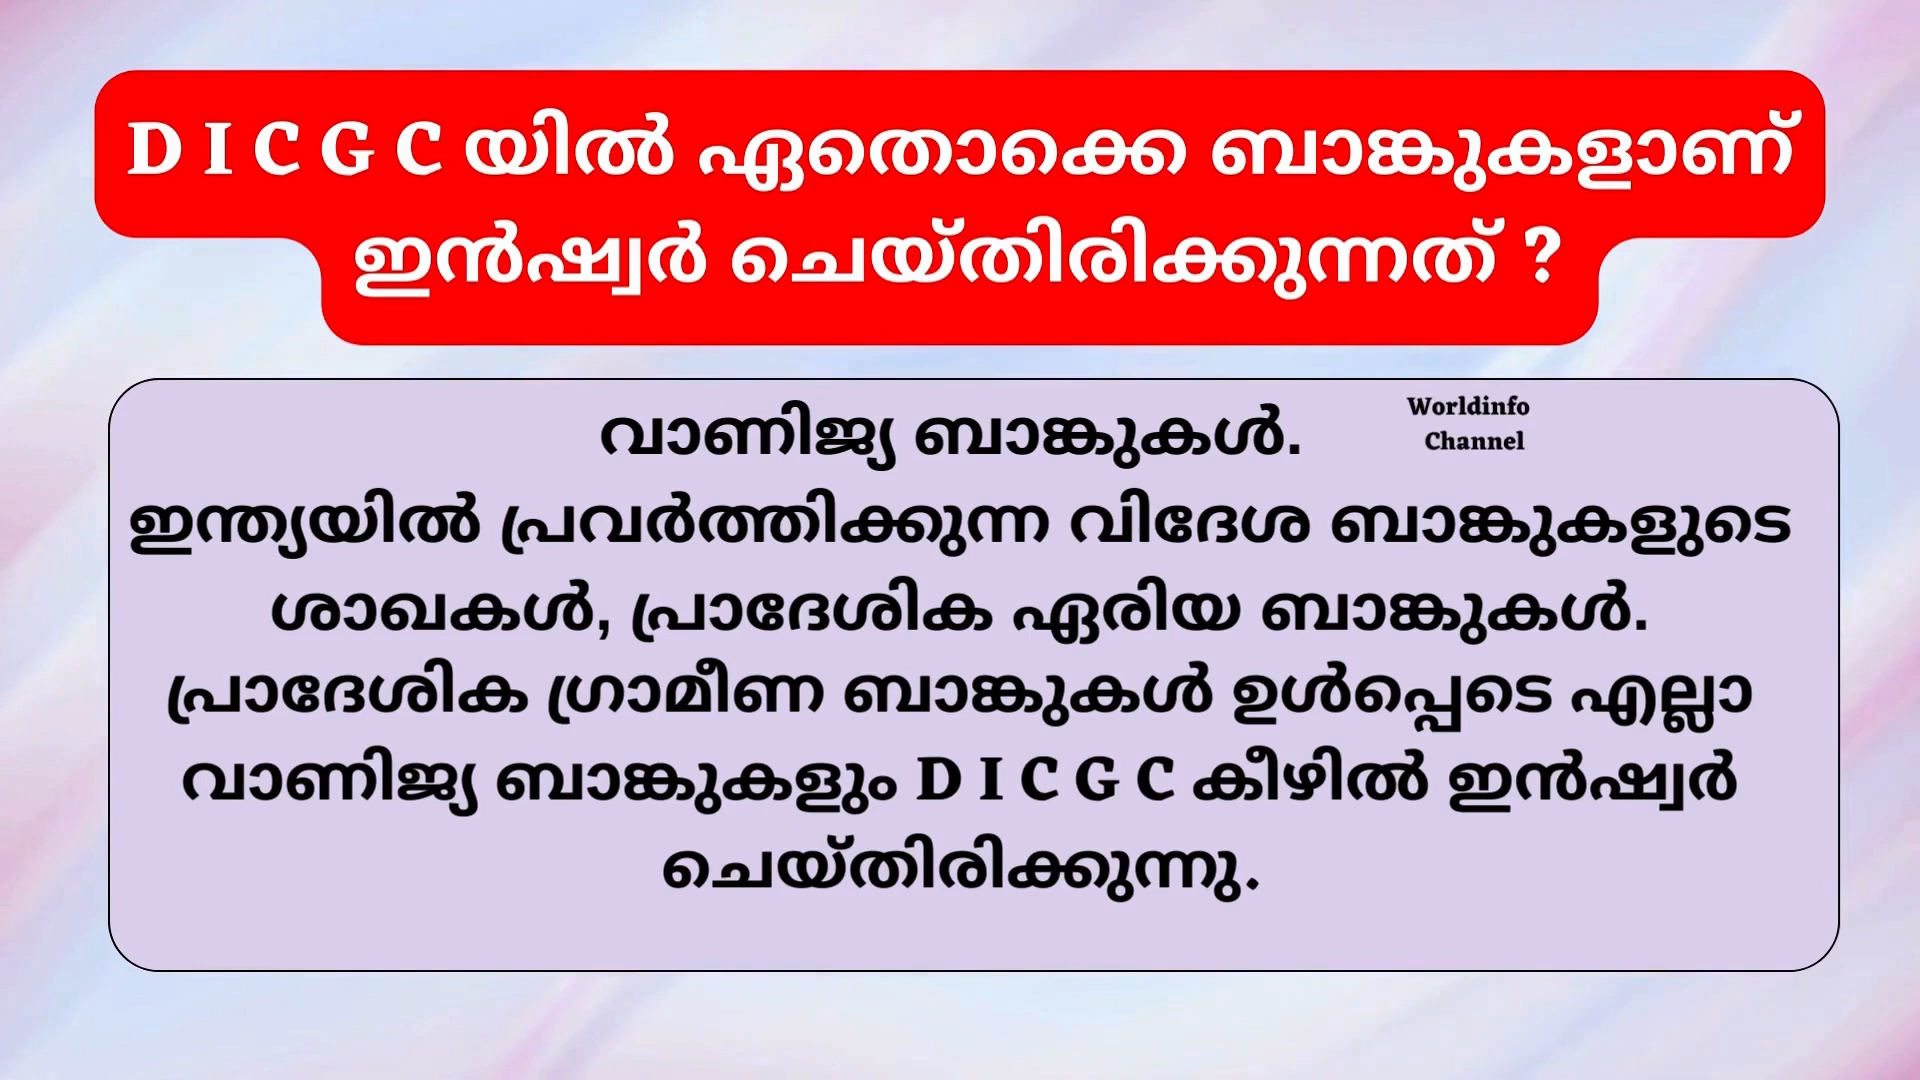 D I C G C യിൽ ഏതൊക്കെ ബാങ്കുകളാണ്
ഇൻഷ്വർ ചെയ്തിരിക്കുന്നത് ?
വാണിജ്യ ബാങ്കുകൾ.
Worldinfo
Channel
ഇന്ത്യയിൽ പ്രവർത്തിക്കുന്ന വിദേശ ബാങ്കുകളുടെ
ശാഖകൾ, പ്രാദേശിക ഏരിയ ബാങ്കുകൾ.
പ്രാദേശിക ഗ്രാമീണ ബാങ്കുകൾ ഉൾപ്പെടെ എല്ലാ
വാണിജ്യ ബാങ്കുകളും D I C G C കീഴിൽ ഇൻഷ്വർ
ചെയ്തിരിക്കുന്നു.